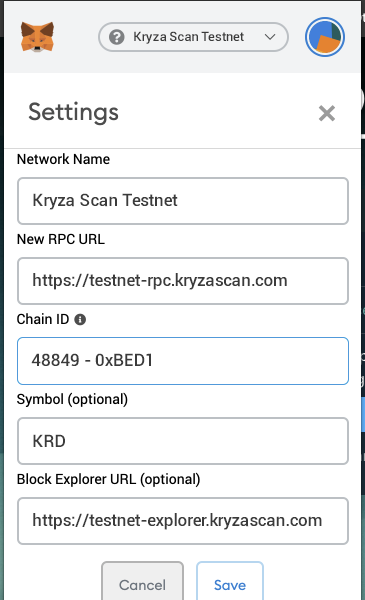 Kryza Scan Testnet
Settings
Network Name
Kryza Scan Testnet
New RPC URL
https://testnet-rpc.kryzascan.com
Chain ID
48849 - 0xBED1
Symbol (optional)
KRD
Block Explorer URL (optional)
https://testnet-explorer.kryzascan.com
Cancel Save